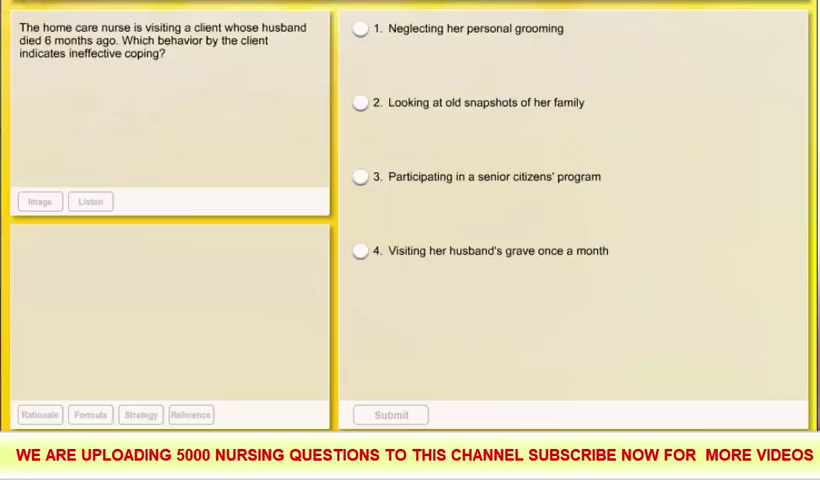 The home care nurse is visiting a client whose husband
died 6 months ago. Which behavior by the client
indicates ineffective coping?
Image Listen
1. Neglecting her personal grooming
2. Looking at old snapshots of her family
3. Participating in a senior citizens' program
4. Visiting her husband's grave once a month
Rationale Formula Strategy Reference
Submit
WE ARE UPLOADING 5000 NURSING QUESTIONS TO THIS CHANNEL SUBSCRIBE NOW FOR MORE VIDEOS